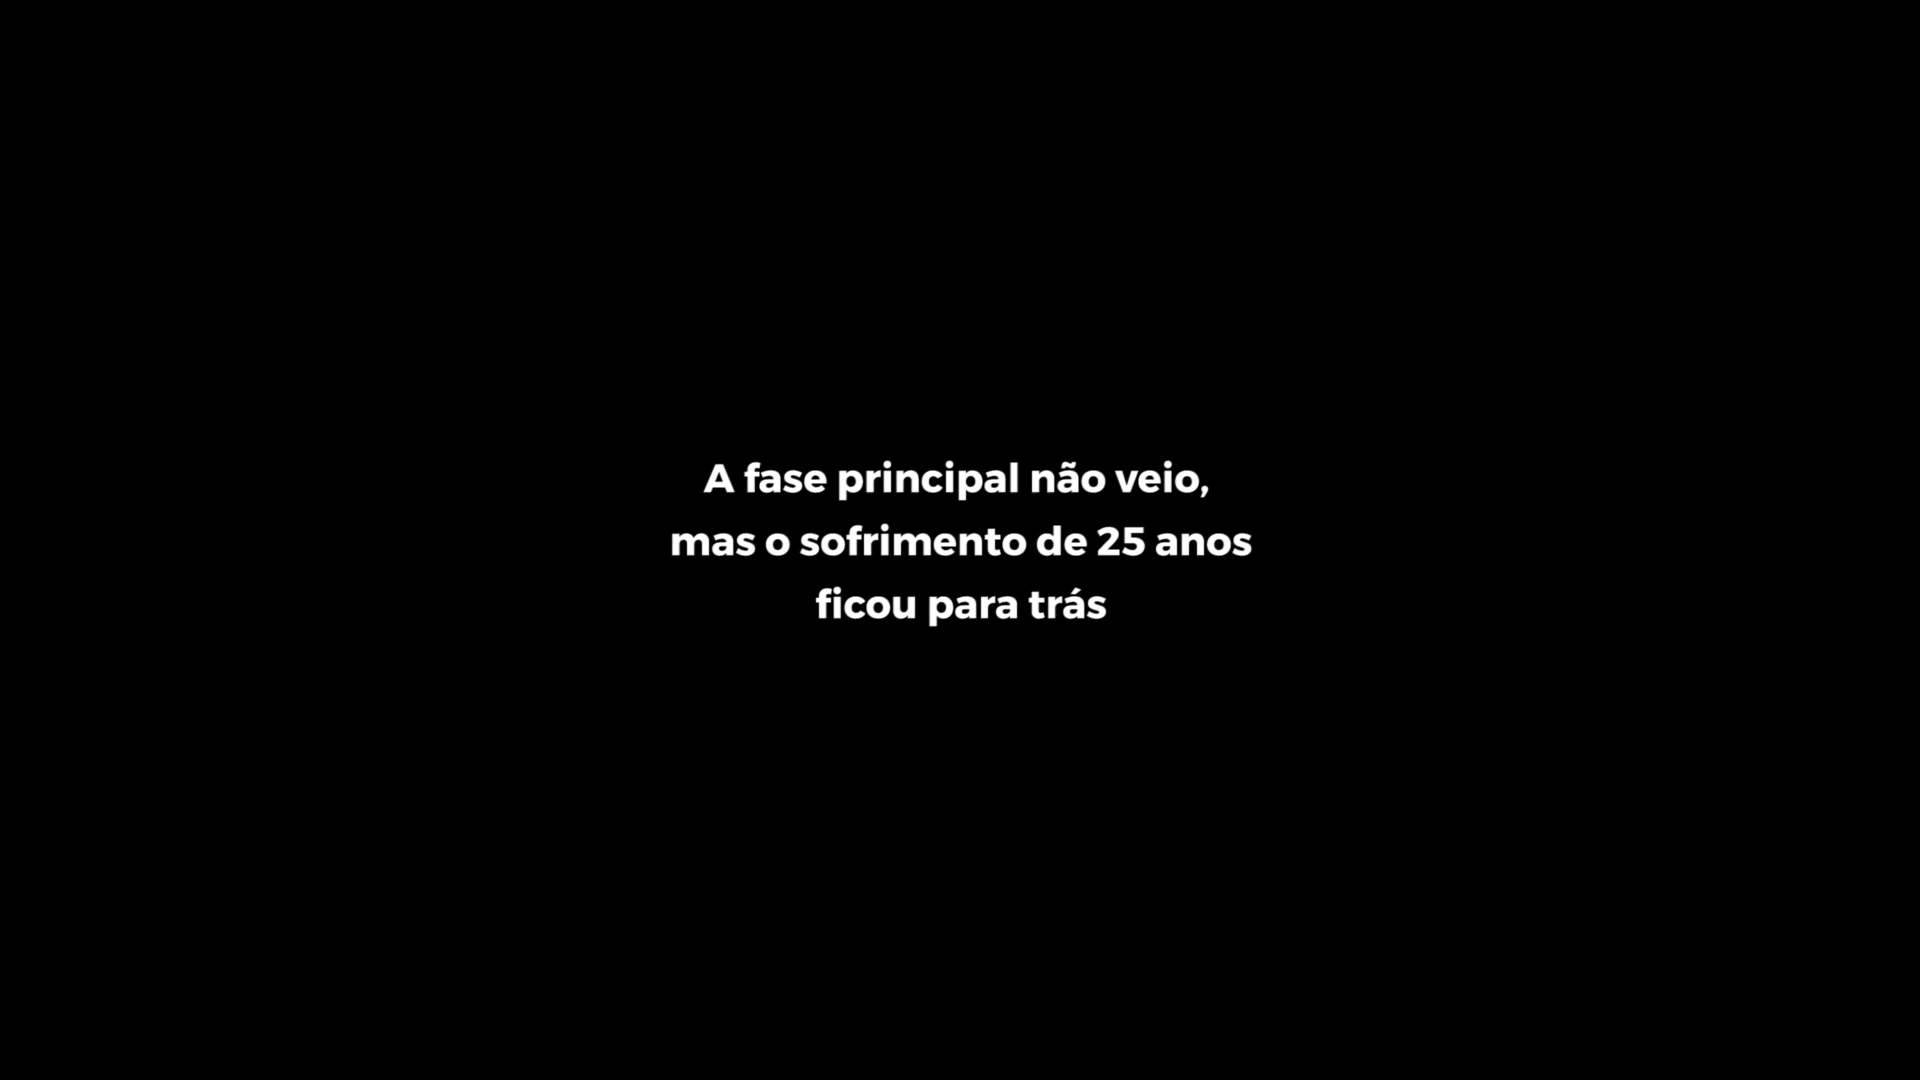 A fase principal não veio,
mas o sofrimento de 25 anos
ficou para trás